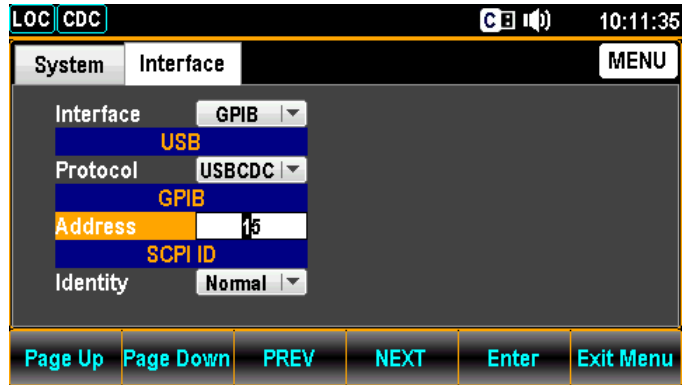 LOC CDC C 10:11:35
System Interface MENU
Interface GPIB
USB
Protocol USBCDC
GPIB
Address 15
SCPI ID
Identity Normal
Page Up Page Down PREV NEXT Enter Exit Menu